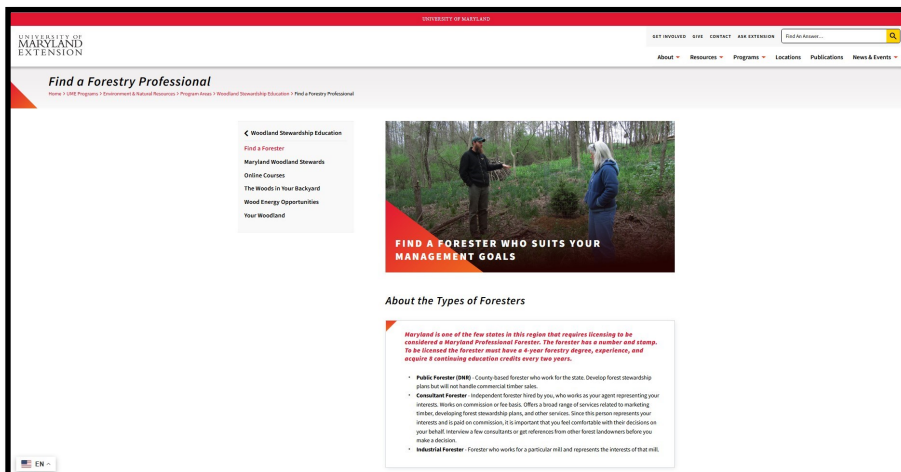 UNIVERSITY OF MARYLAND
UNIVERSITY OF
MARYLAND
EXTENSION
GET INVOLVED GIVE CONTACT ASK EXTENSION Find An Answer...
About Resources Programs Locations Publications News & Events
Find a Forestry Professional
Home > UME Programs > Environment & Natural Resources > Program Areas > Woodland Stewardship Education > Find a Forestry Professional
Woodland Stewardship Education
Find a Forester
Maryland Woodland Stewards
Online Courses
The Woods in Your Backyard
Wood Energy Opportunities
Your Woodland
FIND A FORESTER WHO SUITS YOUR
MANAGEMENT GOALS
About the Types of Foresters
Maryland is one of the few states in this region that requires licensing to be
considered a Maryland Professional Forester. The forester has a number and stamp.
To be licensed the forester must have a 4-year forestry degree, experience, and
acquire 8 continuing education credits every two years.
• Public Forester (DNR) - County-based forester who work for the state. Develop forest stewardship
plans but will not handle commercial timber sales.
• Consultant Forester - Independent forester hired by you, who works as your agent representing your
interests. Works on commission or fee basis. Offers a broad range of services related to marketing
timber, developing forest stewardship plans, and other services. Since this person represents your
interests and is paid on commission, it is important that you feel comfortable with their decisions on
your behalf. Interview a few consultants or get references from other forest landowners before you
make a decision.
• Industrial Forester - Forester who works for a particular mill and represents the interests of that mill.
EN